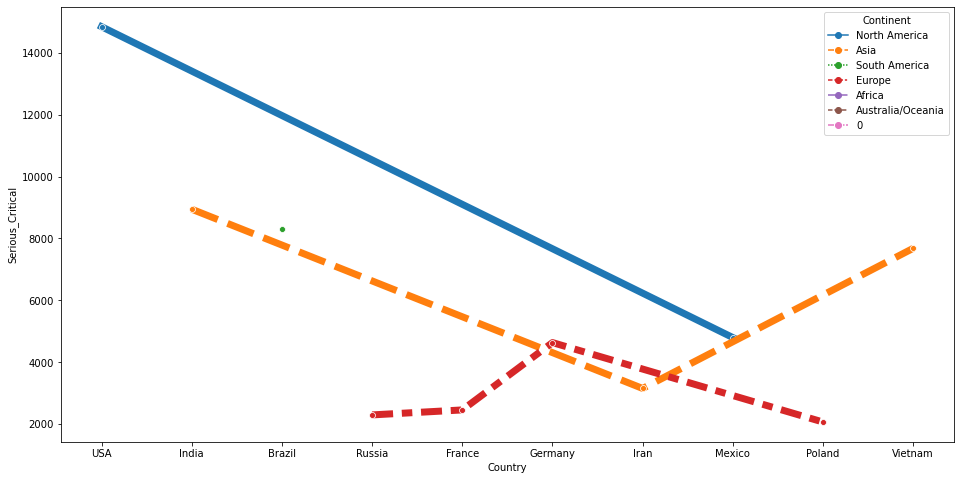 Continent
North America
Asia
South America
Europe
Africa
Australia/Oceania
0
14000
12000
10000
8000
6000
4000
2000
Serious_Critical
USA India Brazil Russia France Germany Iran Mexico Poland Vietnam
Country